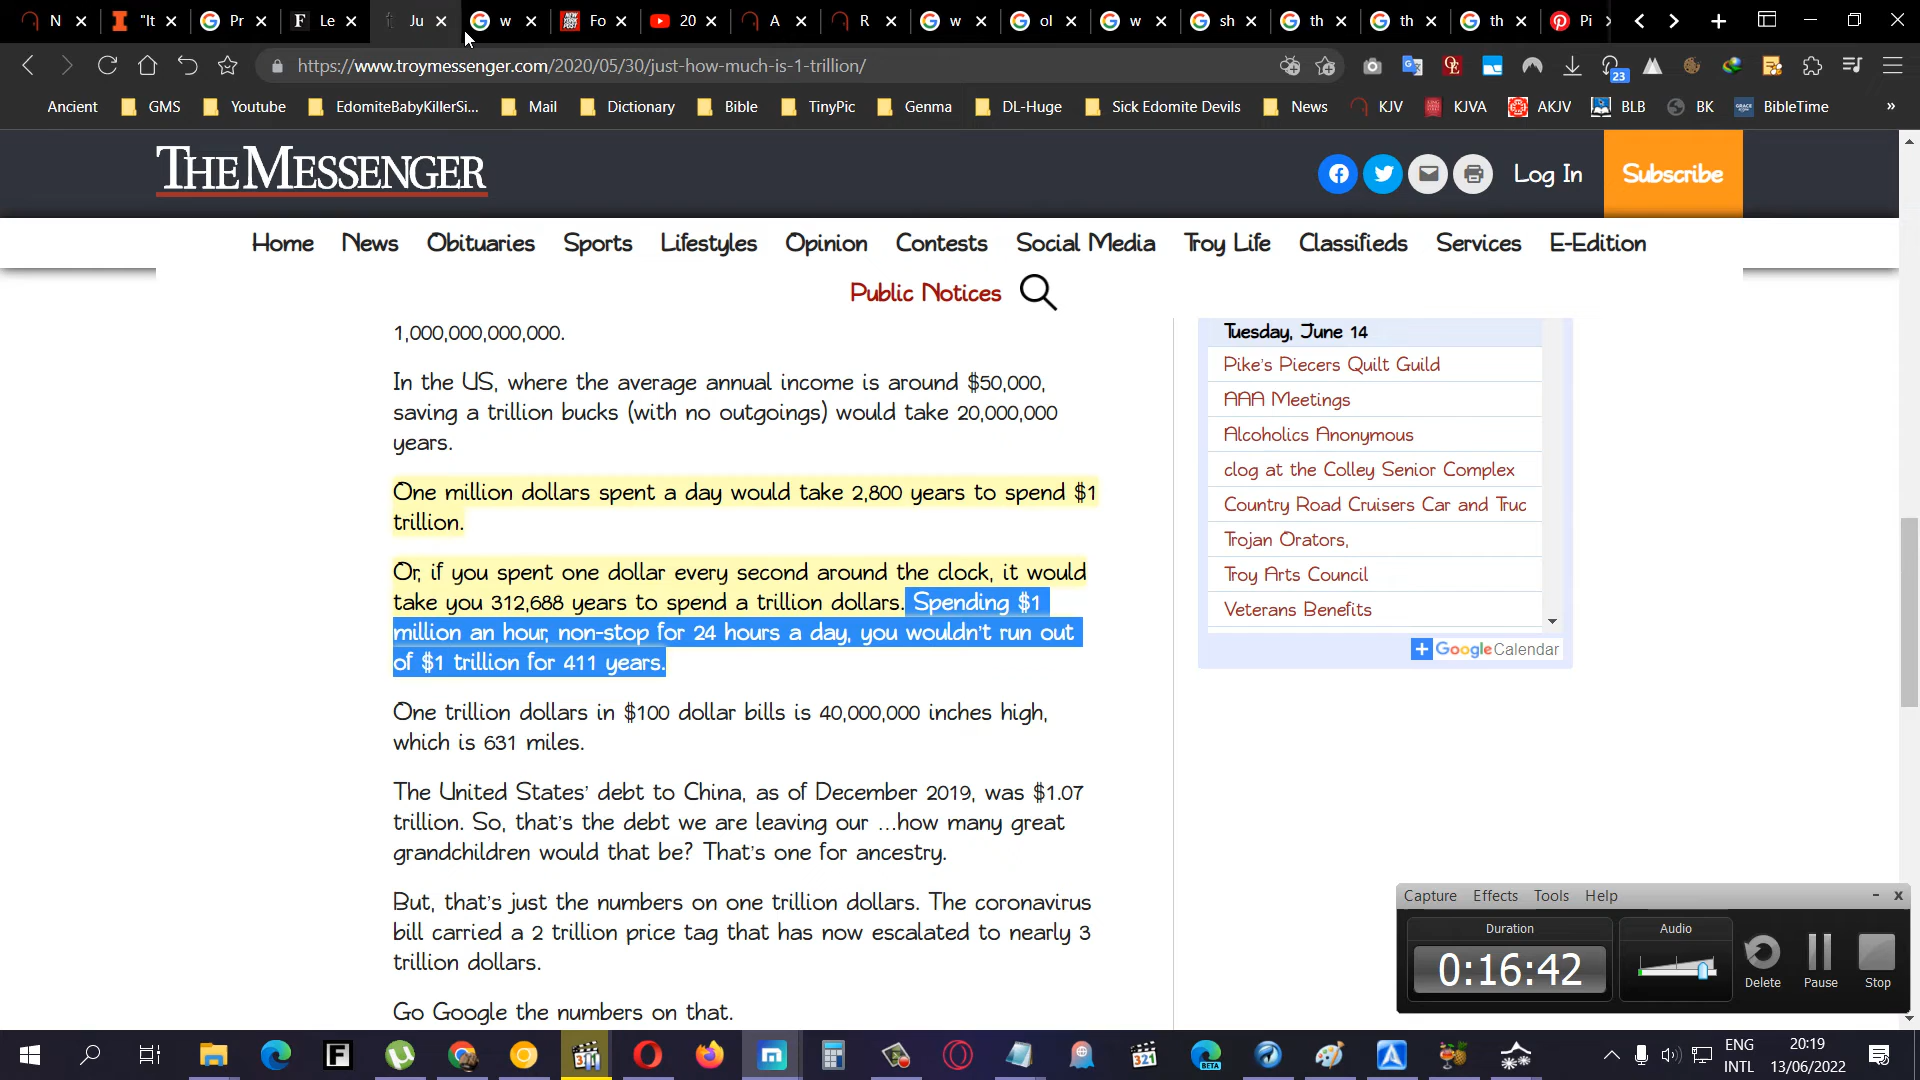 N
"It
Pr
Le
Ju
w
Fo
20
A
R
w
ol
w
sh
th
th
th
Pi
https://www.troymessenger.com/2020/05/30/just-how-much-is-1-trillion/
23
Ancient
GMS
Youtube
EdomiteBabyKillerSi...
Mail
Dictionary
Bible
TinyPic
Genma
DL-Huge
Sick Edomite Devils
News
KJV
KJVA
AKJV
BLB
BK
BibleTime
»
THE MESSENGER
Log In
Subscribe
Home
News
Obituaries
Sports
Lifestyles
Opinion
Contests
Social Media
Troy Life
Classifieds
Services
E-Edition
Public Notices
1,000,000,000,000.
In the US, where the average annual income is around $50,000,
saving a trillion bucks (with no outgoings) would take 20,000,000
years.
One million dollars spent a day would take 2,800 years to spend $1
trillion.
Or, if you spent one dollar every second around the clock, it would
take you 312,688 years to spend a trillion dollars. Spending $1
million an hour, non-stop for 24 hours a day, you wouldn't run out
of $1 trillion for 411 years.
One trillion dollars in $100 dollar bills is 40,000,000 inches high,
which is 631 miles.
The United States' debt to China, as of December 2019, was $1.07
trillion. So, that's the debt we are leaving our ...how many great
grandchildren would that be? That's one for ancestry.
But, that's just the numbers on one trillion dollars. The coronavirus
bill carried a 2 trillion price tag that has now escalated to nearly 3
trillion dollars.
Go Google the numbers on that.
Tuesday, June 14
Pike's Piecers Quilt Guild
AAA Meetings
Alcoholics Anonymous
clog at the Colley Senior Complex
Country Road Cruisers Car and Truc
Trojan Orators,
Troy Arts Council
Veterans Benefits
Google Calendar
Capture
Effects
Tools
Help
Duration
0:16:42
Audio
Delete
Pause
Stop
321
ENG
INTL
20:19
13/06/2022